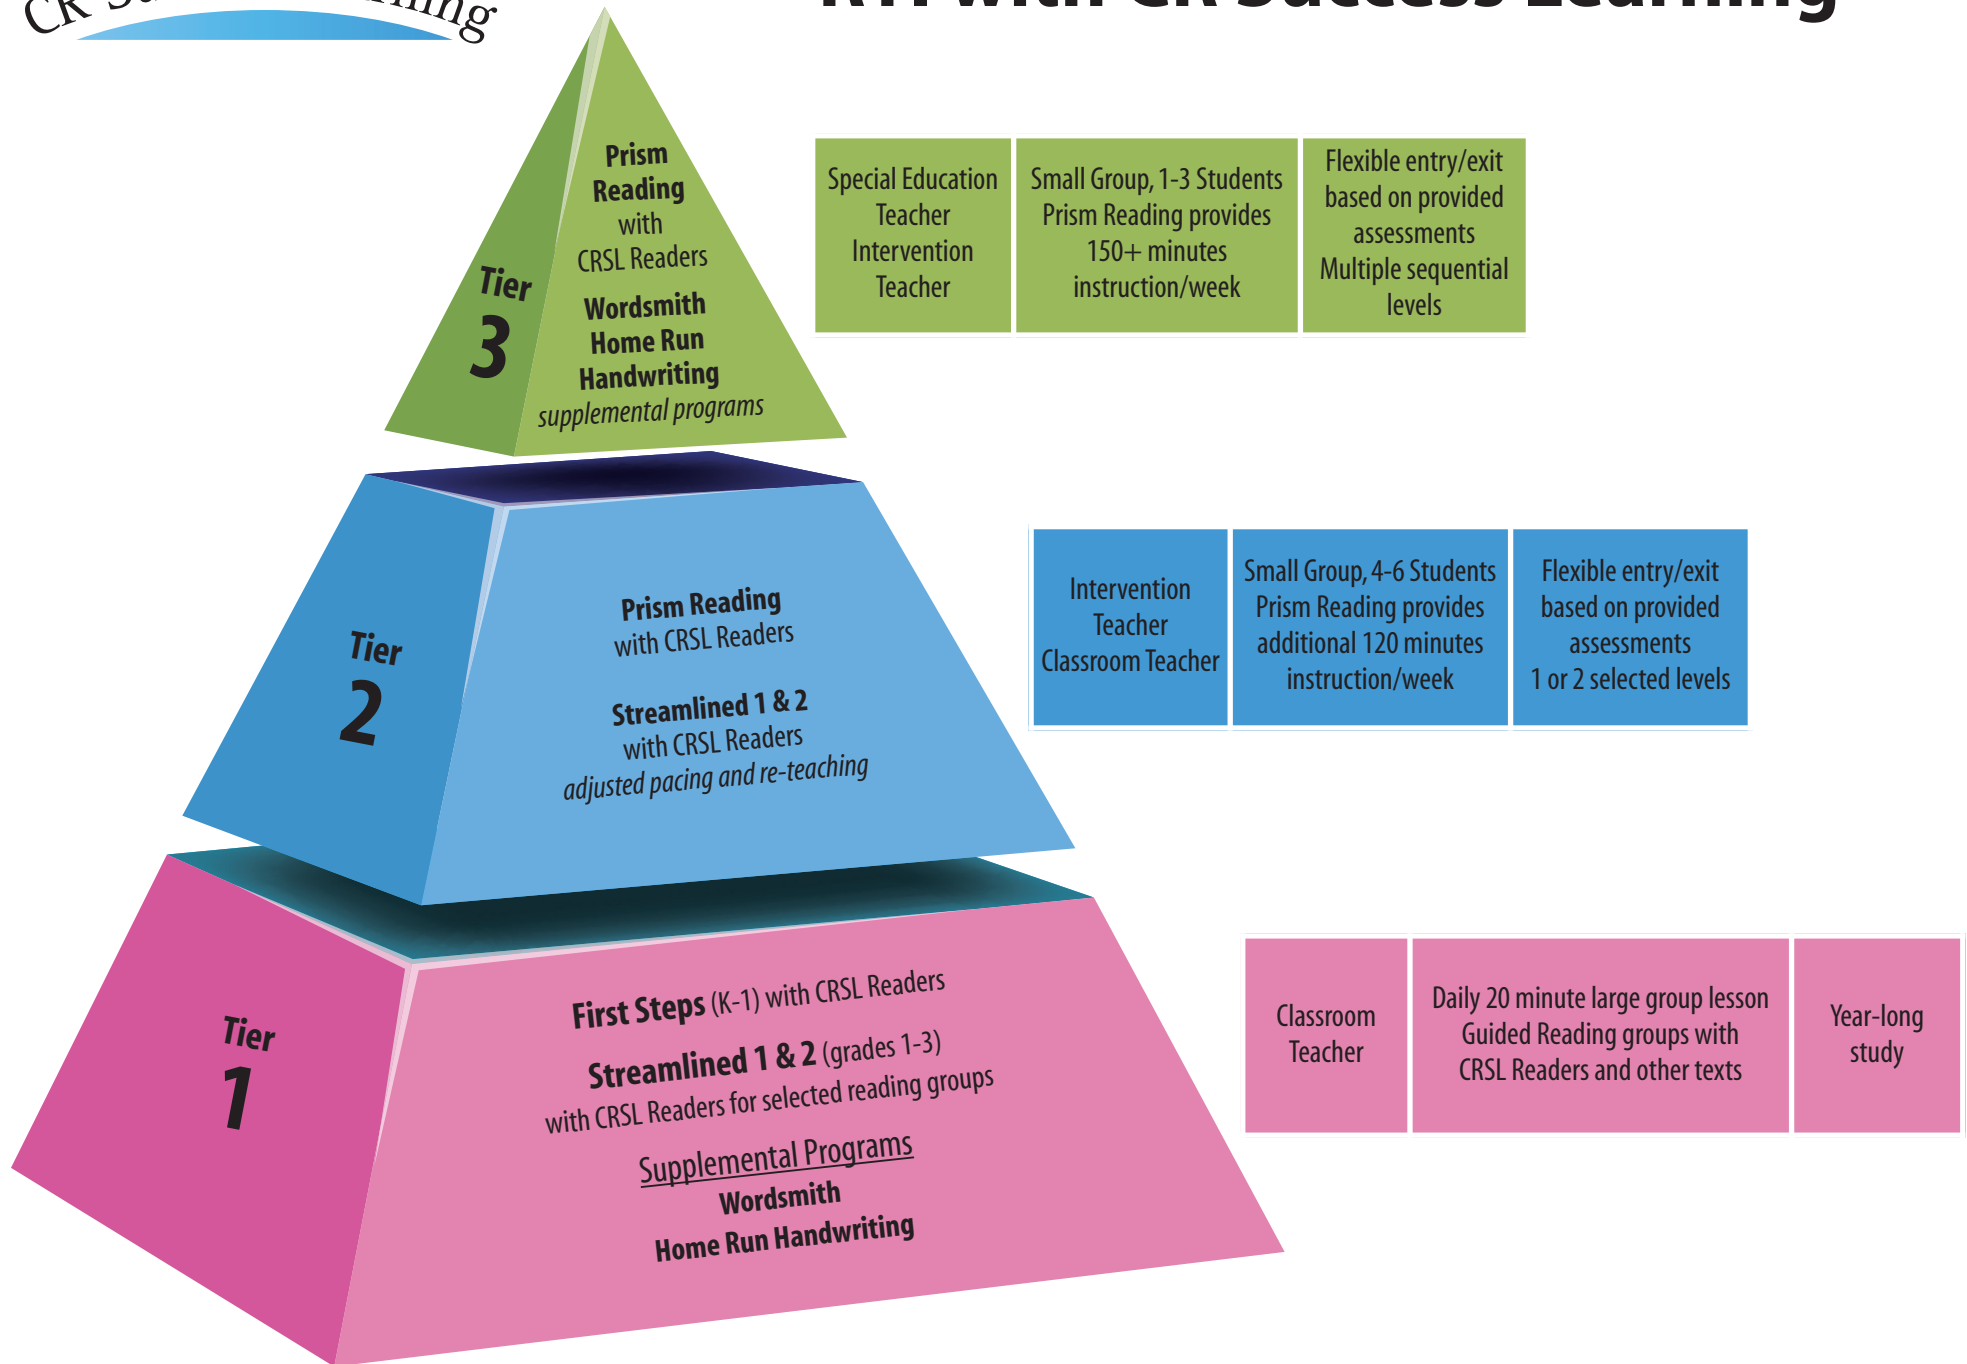 CR
RTI with CR Success Learning
Prism
Reading
with
CRSL Readers
Wordsmith
Home Run
Handwriting
supplemental programs
Tier
3
Special Education
Teacher
Intervention
Teacher
Small Group, 1-3 Students
Prism Reading provides
150+ minutes
instruction/week
Flexible entry/exit
based on provided
assessments
Multiple sequential
levels
Tier
2
Prism Reading
with CRSL Readers
Streamlined 1 & 2
with CRSL Readers
adjusted pacing and re-teaching
Intervention
Teacher
Classroom Teacher
Small Group, 4-6 Students
Prism Reading provides
additional 120 minutes
instruction/week
Flexible entry/exit
based on provided
assessments
1 or 2 selected levels
Tier
1
First Steps (K-1) with CRSL Readers
Streamlined 1 & 2 (grades 1-3)
with CRSL Readers for selected reading groups
Supplemental Programs
Wordsmith
Home Run Handwriting
Classroom
Teacher
Daily 20 minute large group lesson
Guided Reading groups with
CRSL Readers and other texts
Year-long
study